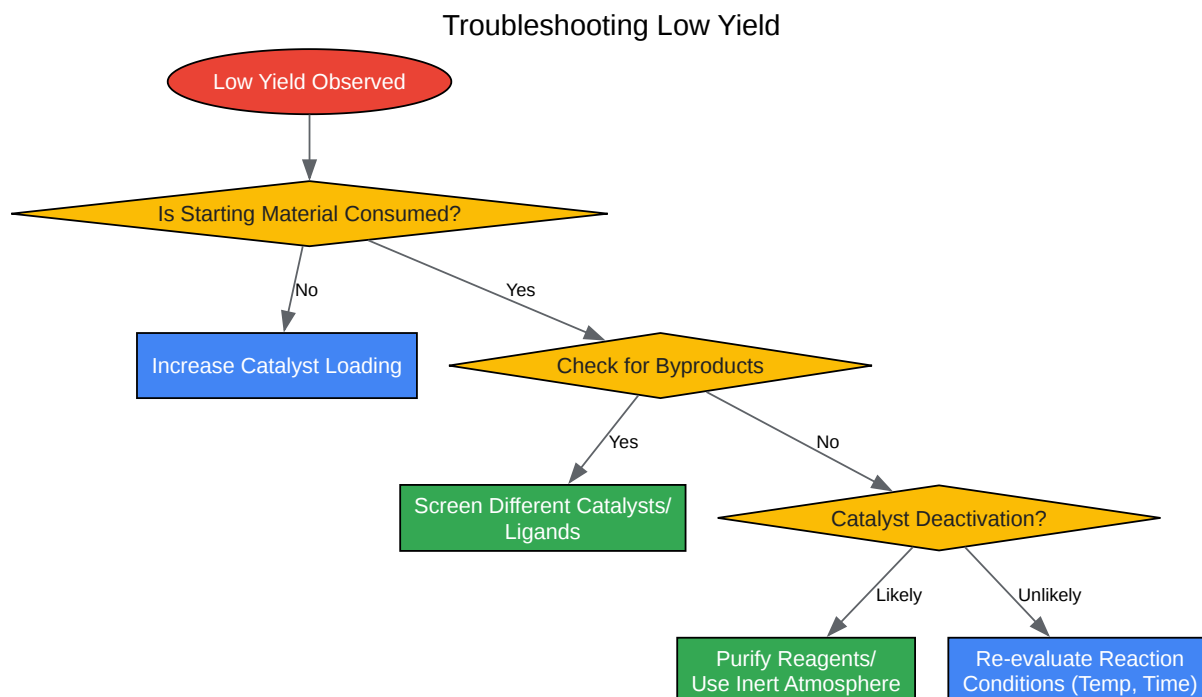 Troubleshooting Low Yield
Low Yield Observed
Is Starting Material Consumed?
No
Yes
Increase Catalyst Loading
Check for Byproducts
Yes
No
Screen Different Catalysts/
Ligands
Catalyst Deactivation?
Likely
Unlikely
Purify Reagents/
Use Inert Atmosphere
Re-evaluate Reaction
Conditions (Temp, Time)